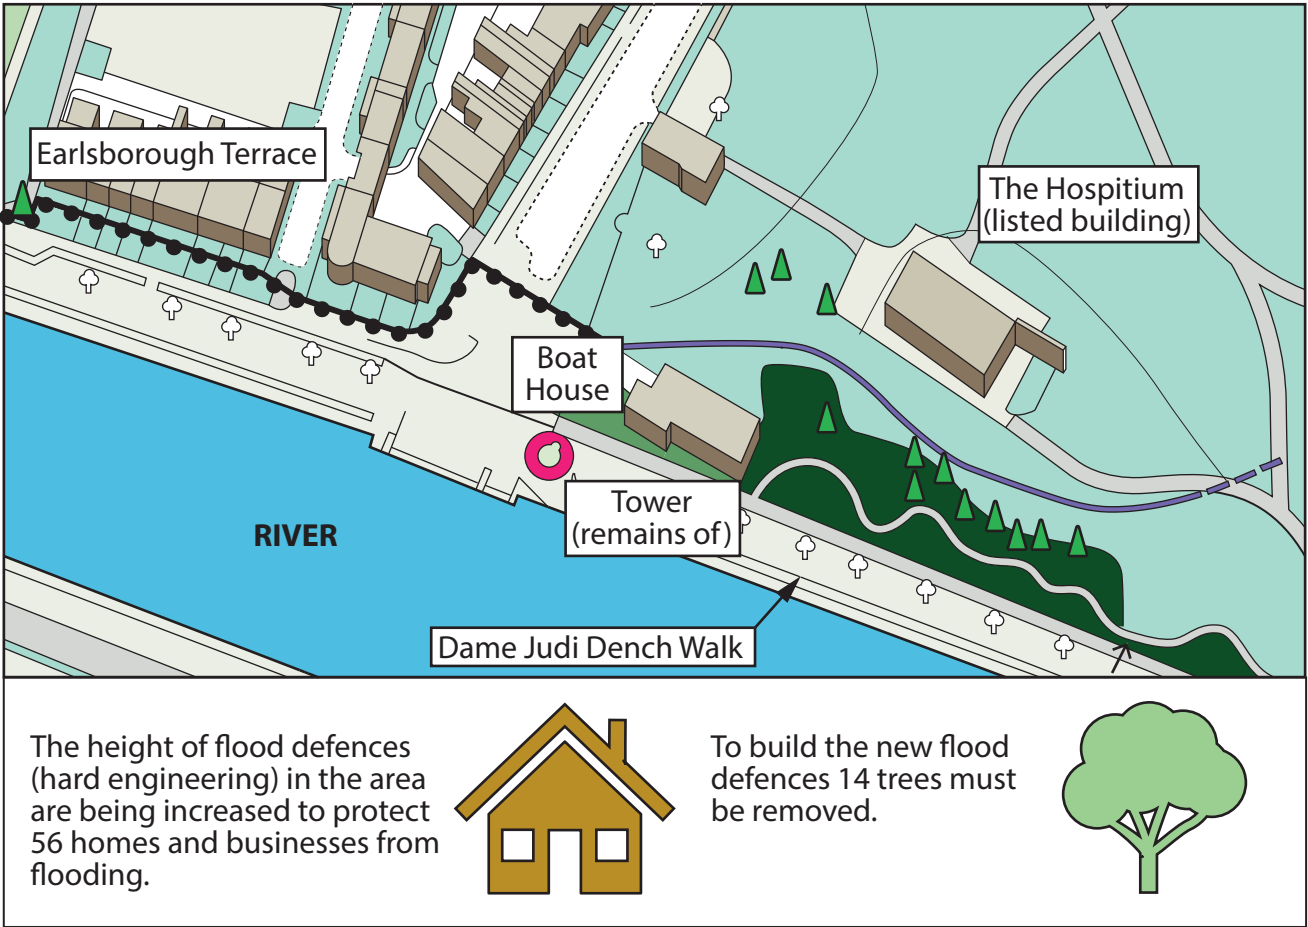 Earlsborough Terrace
The Hospitium
(listed building)
Boat
House
Tower
(remains of)
RIVER
Dame Judi Dench Walk
The height of flood defences
(hard engineering) in the area
are being increased to protect
56 homes and businesses from
flooding.
To build the new flood
defences 14 trees must
be removed.